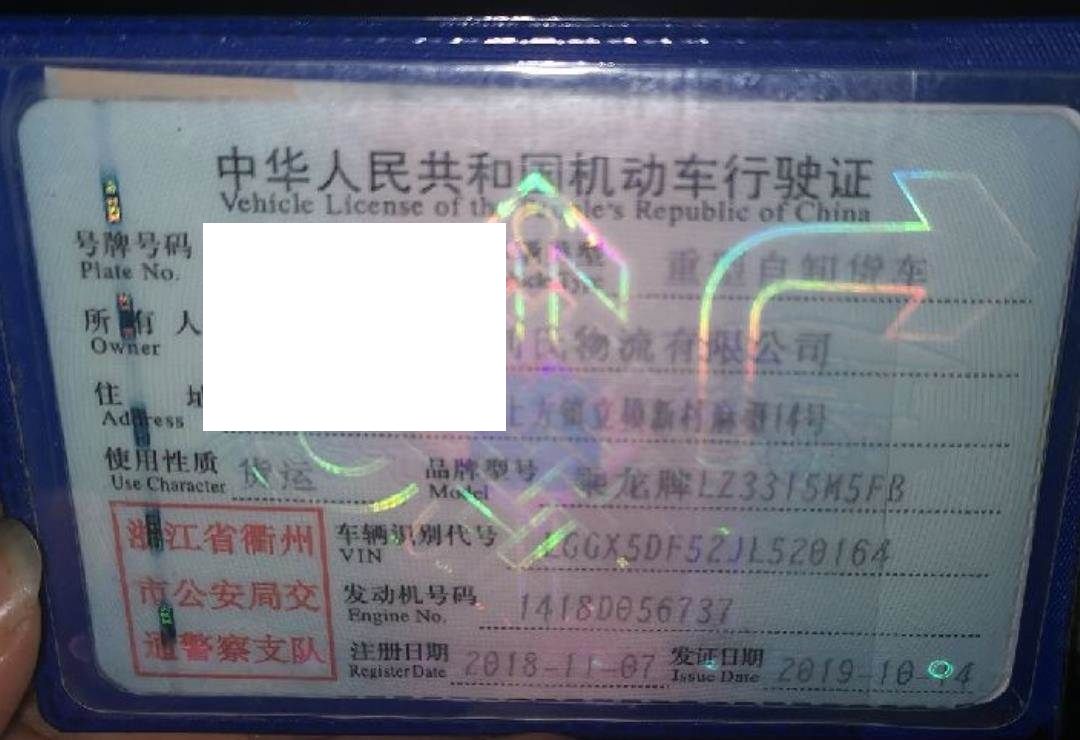 中华人民共和国机动车行驶证
Vehicle License of the People's Republic of China
号牌号码
Plate No.
重型自卸货车
所有人
Owner
物流有限公司
住 址
Address
14号
使用性质 货运 品牌型号 乘龙牌LZ3315M5FB
Use Character Model
浙江省衢州
市公安局交
通警察支队
车辆识别代号 LGGX5DF52JL520164
VIN
发动机号码 1418D056737
Engine No.
注册日期 2018-11-07 发证日期 2019-10-14
Register Date Issue Date